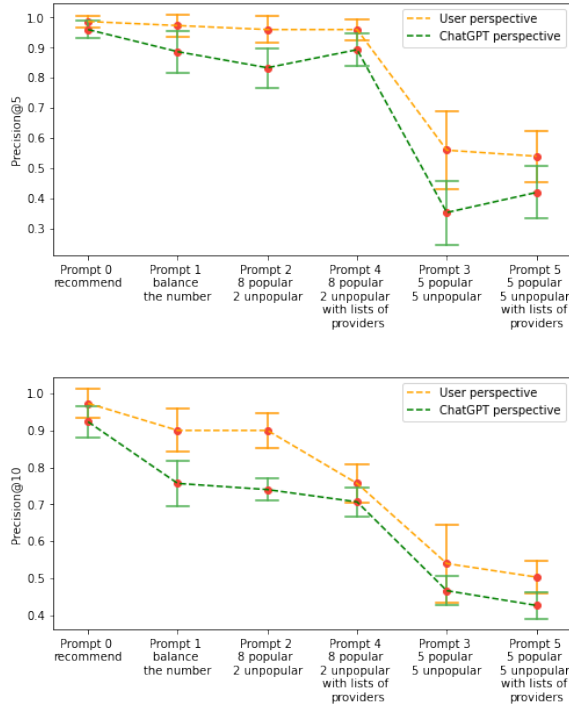 1.0
0.9
0.8
0.7
0.6
0.5
0.4
0.3
Precision@5
User perspective
ChatGPT perspective
Prompt 0
recommend
Prompt 1
balance
the number
Prompt 2
8 popular
2 unpopular
Prompt 4
8 popular
2 unpopular
with lists of
providers
Prompt 3
5 popular
5 unpopular
Prompt 5
5 popular
5 unpopular
with lists of
providers
1.0
0.9
0.8
0.7
0.6
0.5
0.4
Precision@10
User perspective
ChatGPT perspective
Prompt 0
recommend
Prompt 1
balance
the number
Prompt 2
8 popular
2 unpopular
Prompt 4
8 popular
2 unpopular
with lists of
providers
Prompt 3
5 popular
5 unpopular
Prompt 5
5 popular
5 unpopular
with lists of
providers